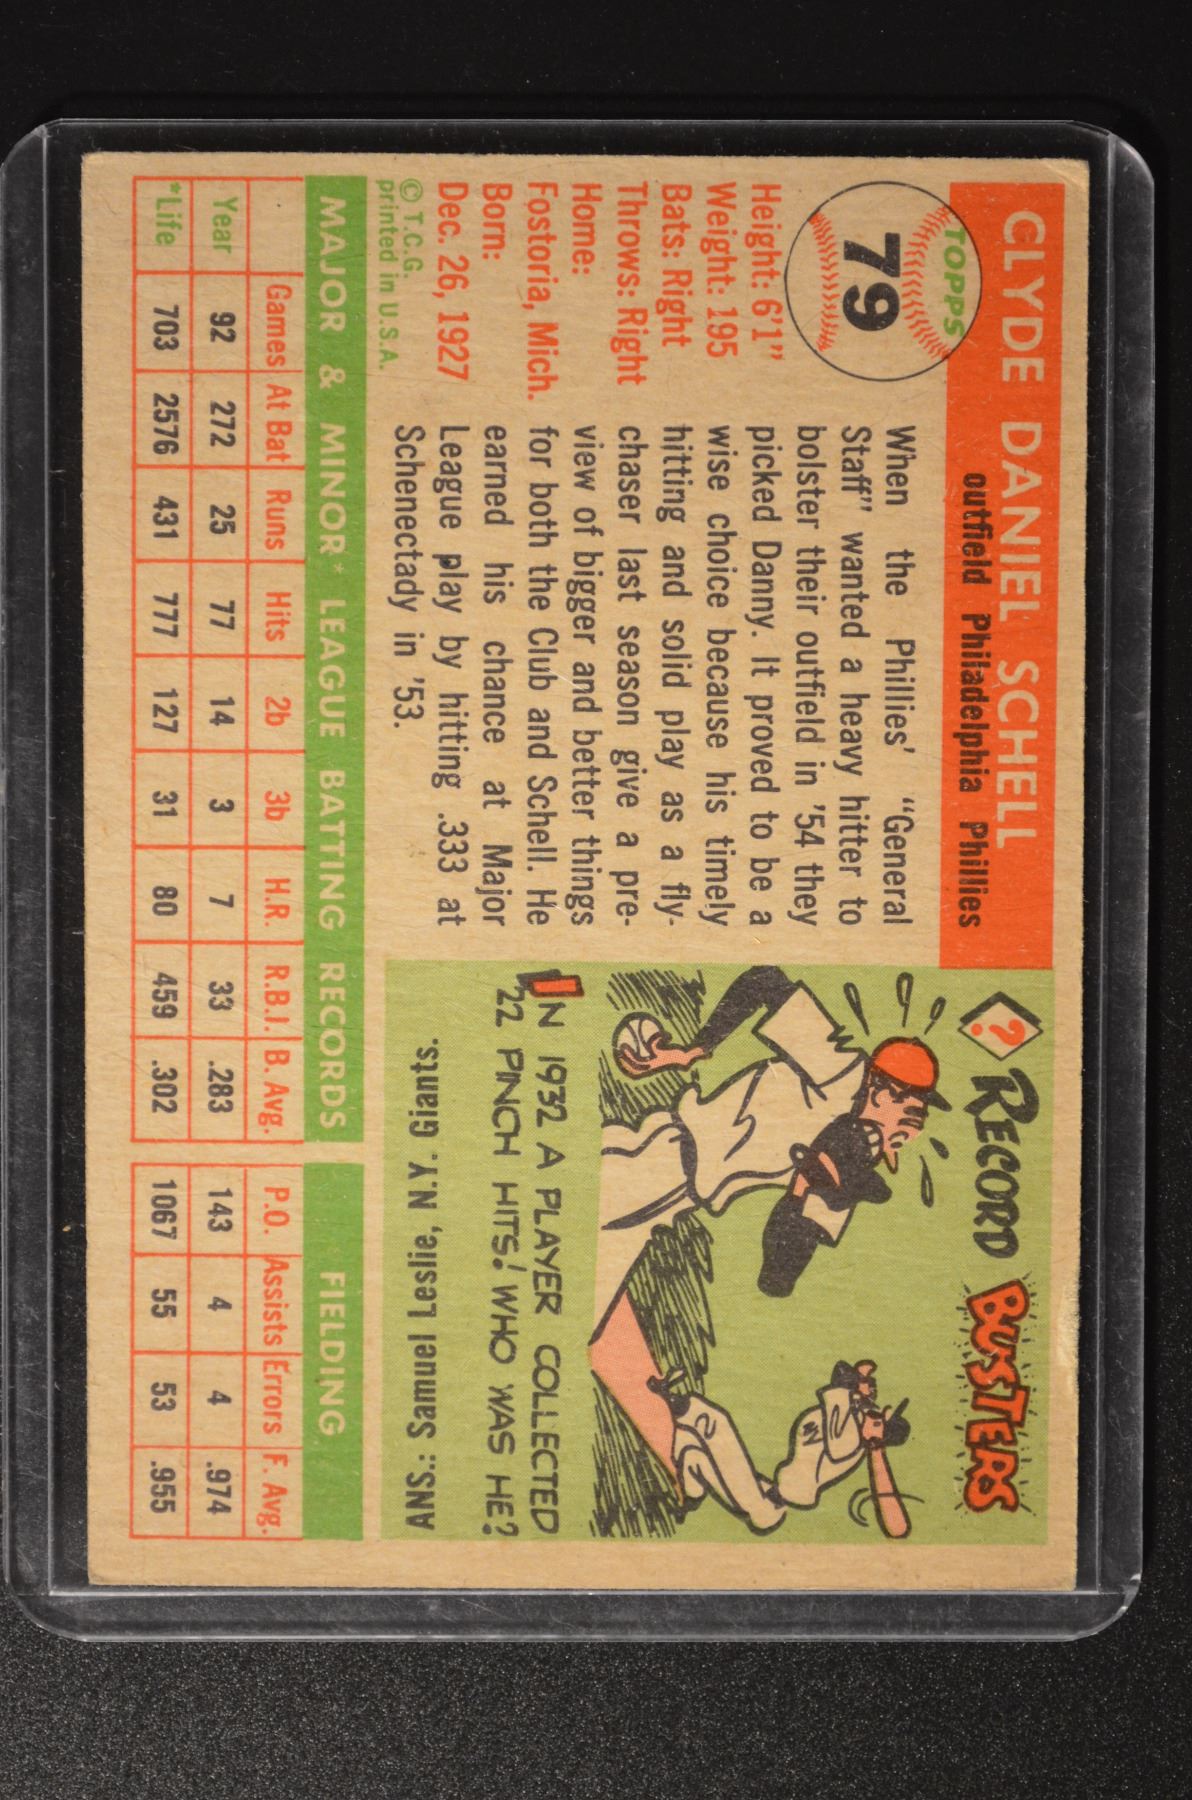 CLYDE DANIEL SCHELL
outfield Philadelphia Phillies
TOPPS
79
Height: 6'1"
Weight: 195
Bats: Right
Throws: Right
Home:
Fostoria, Mich.
Born:
Dec. 26, 1927
© T.C.G.
printed in U.S.A.
When the Phillies' "General
Staff" wanted a heavy hitter to
bolster their outfield in '54 they
picked Danny. It proved to be a
wise choice because his timely
hitting and solid play as a fly-
chaser last season give a pre-
view of bigger and better things
for both the Club and Schell. He
earned his chance at Major
League play by hitting .333 at
Schenectady in '53.
? RECORD BUSTERS
IN 1932 A PLAYER COLLECTED
22 PINCH HITS! WHO WAS HE?
ANS: Samuel Leslie, N.Y. Giants.
MAJOR & MINOR* LEAGUE BATTING RECORDS FIELDING
Games At Bat Runs Hits 2b 3b H.R. R.B.I. B. Avg. P.O. Assists Errors F. Avg.
Year 92 272 25 77 14 3 7 33 .283 143 4 4 .974
*Life 703 2576 431 777 127 31 80 459 .302 1067 55 53 .955